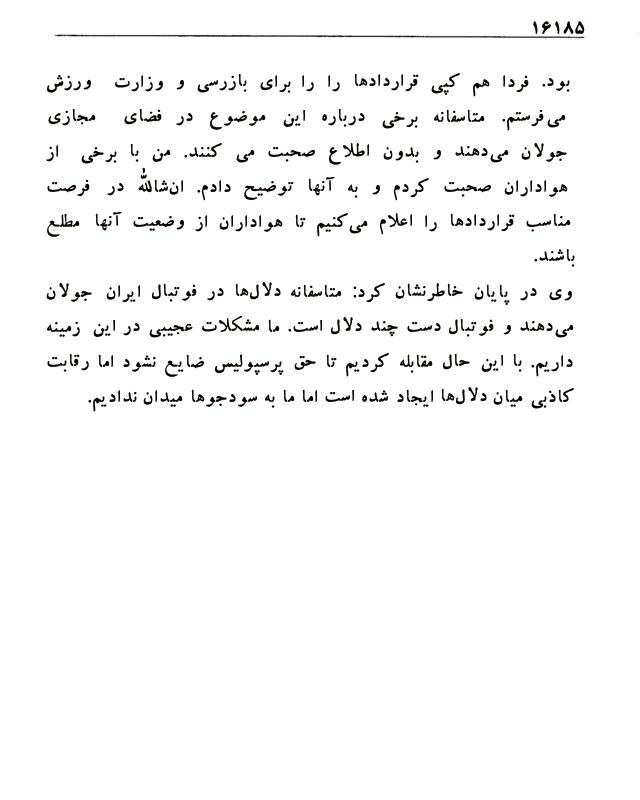 ۱۶۱۸۵
بود. فردا هم کپی قراردادها را را برای بازرسی و وزارت ورزش
می‌فرستم. متاسفانه برخی درباره این موضوع در فضای مجازی
جولان می‌دهند و بدون اطلاع صحبت می کنند. من با برخی از
هواداران صحبت کردم و به آنها توضیح دادم. ان‌شاالله در فرصت
مناسب قراردادها را اعلام می‌کنیم تا هواداران از وضعیت آنها مطلع
باشند.
وی در پایان خاطرنشان کرد: متاسفانه دلال‌ها در فوتبال ایران جولان
می‌دهند و فوتبال دست چند دلال است. ما مشکلات عجیبی در این زمینه
داریم. با این حال مقابله کردیم تا حق پرسپولیس ضایع نشود اما رقابت
کاذبی میان دلال‌ها ایجاد شده است اما ما به سودجوها میدان ندادیم.